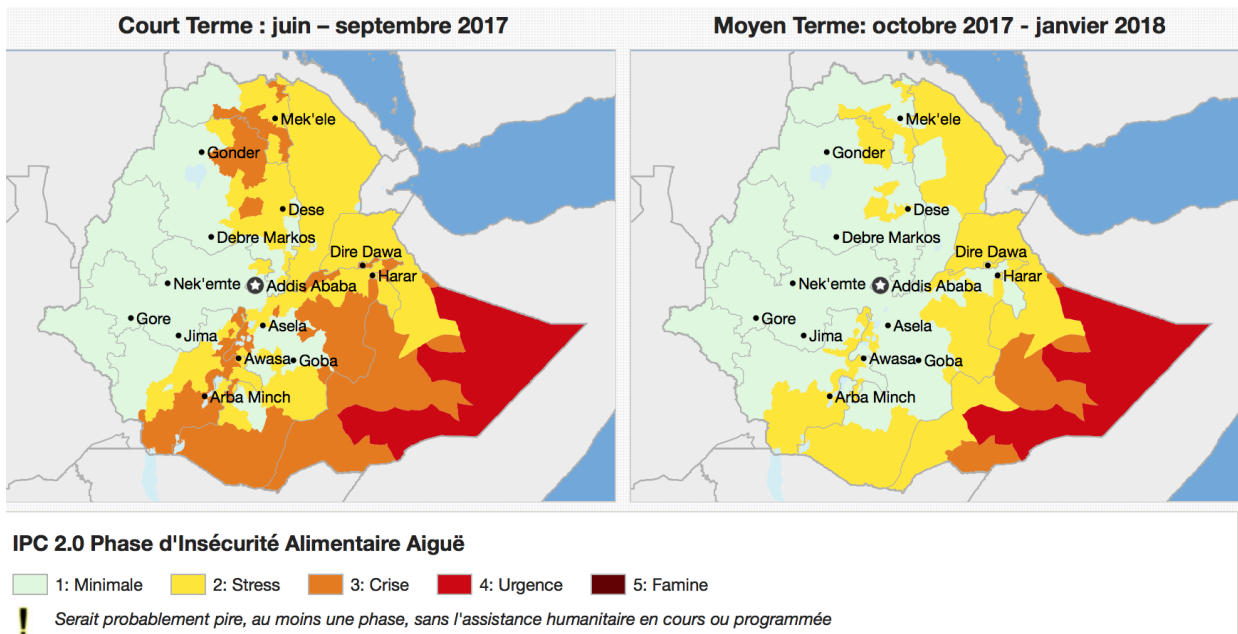 Court Terme : juin – septembre 2017
Moyen Terme: octobre 2017 - janvier 2018
Mek'ele
Gonder
Dese
Debre Markos
Dire Dawa
Harar
Nek'emte
Addis Ababa
Gore
Jima
Asela
Awasa
Goba
Arba Minch
Mek'ele
Gonder
Dese
Debre Markos
Dire Dawa
Harar
Nek'emte
Addis Ababa
Gore
Jima
Asela
Awasa
Goba
Arba Minch
IPC 2.0 Phase d'Insécurité Alimentaire Aiguë
1: Minimale
2: Stress
3: Crise
4: Urgence
5: Famine
! Serait probablement pire, au moins une phase, sans l'assistance humanitaire en cours ou programmée